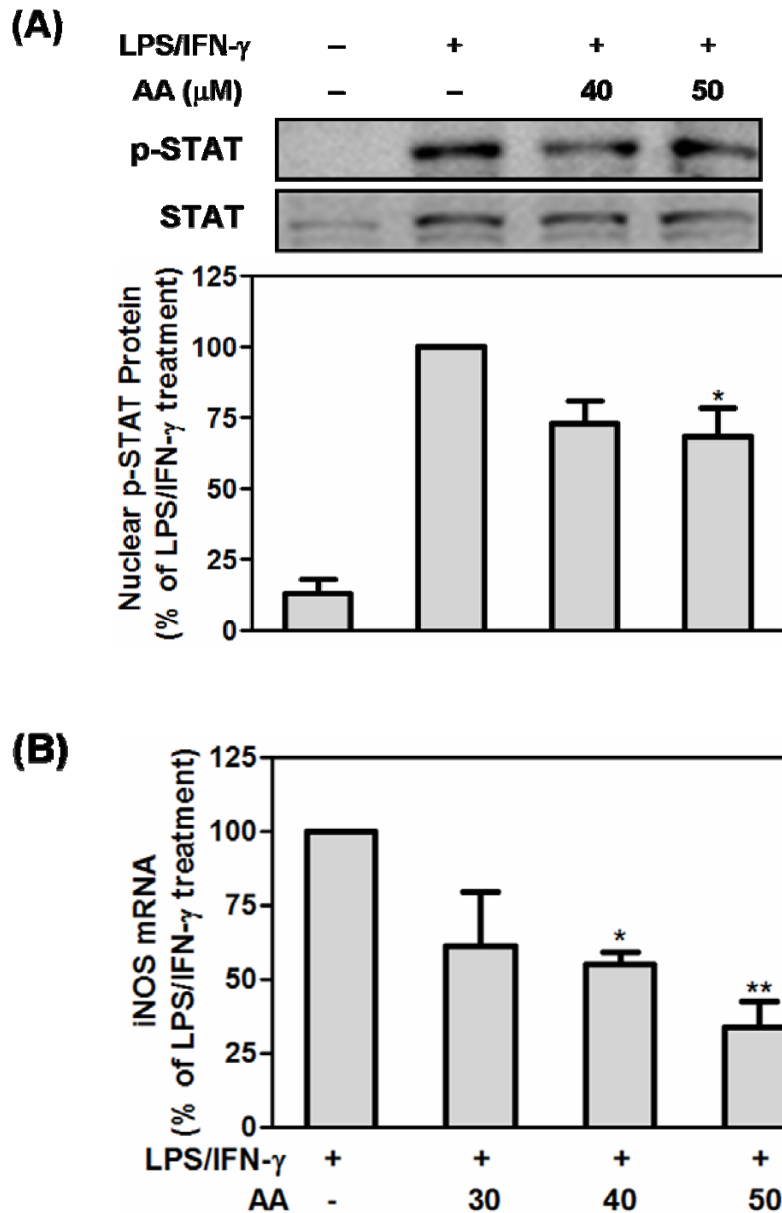 (A)
LPS/IFN-γ – + + +
AA (μM) – – 40 50
p-STAT
STAT
Nuclear p-STAT Protein
(% of LPS/IFN-γ treatment)
125
100
75
50
25
0
*
(B)
iNOS mRNA
(% of LPS/IFN-γ treatment)
125
100
75
50
25
0
*
**
LPS/IFN-γ + + + +
AA - 30 40 50